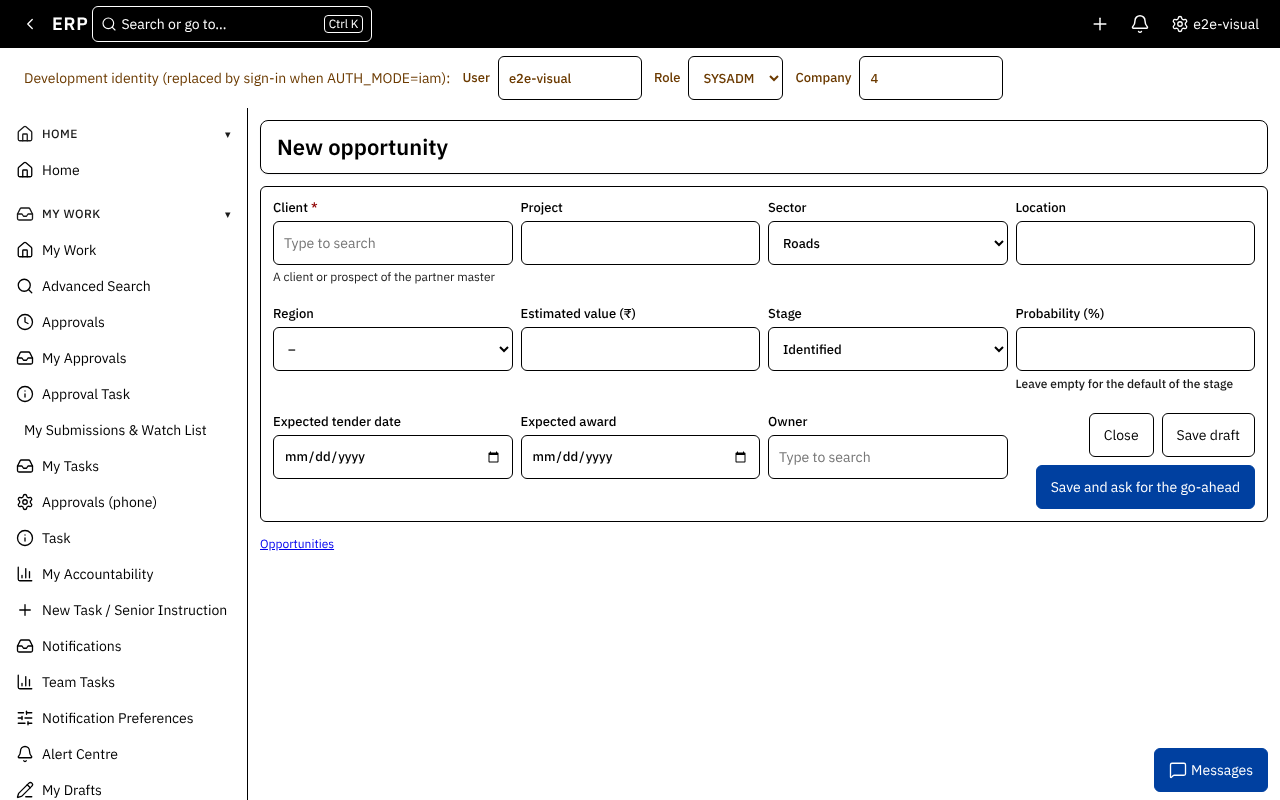 ERP
Search or go to...
Ctrl K
e2e-visual
Development identity (replaced by sign-in when AUTH_MODE=iam):
User
e2e-visual
Role
SYSADM
Company
4
HOME
Home
MY WORK
My Work
Advanced Search
Approvals
My Approvals
Approval Task
My Submissions & Watch List
My Tasks
Approvals (phone)
Task
My Accountability
New Task / Senior Instruction
Notifications
Team Tasks
Notification Preferences
Alert Centre
My Drafts
New opportunity
Client *
Project
Sector
Location
Type to search
Roads
A client or prospect of the partner master
Region
Estimated value (₹)
Stage
Probability (%)
–
Identified
Leave empty for the default of the stage
Expected tender date
Expected award
Owner
mm/dd/yyyy
mm/dd/yyyy
Type to search
Close
Save draft
Save and ask for the go-ahead
Opportunities
Messages